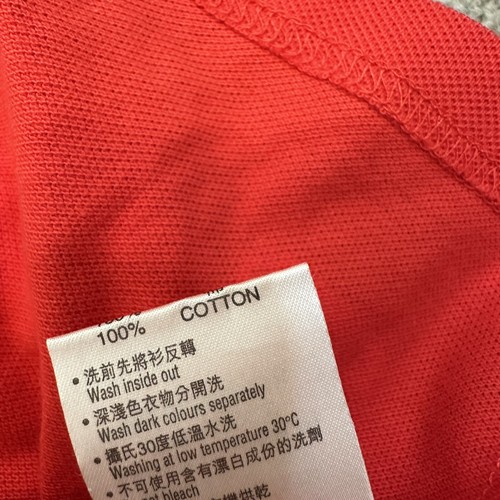 100% COTTON
• 洗前先將衫反轉
Wash inside out
• 深淺色衣物分開洗
Wash dark colours separately
• 攝氏30度低溫水洗
Washing at low temperature 30°C
• 不可使用含有漂白成份的洗劑
bleach